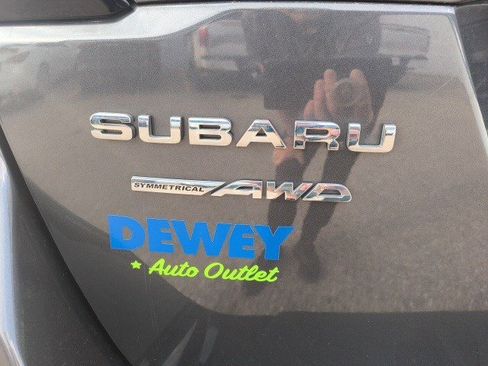 SUBARU
SYMMETRICAL AWD
DEWEY
Auto Outlet